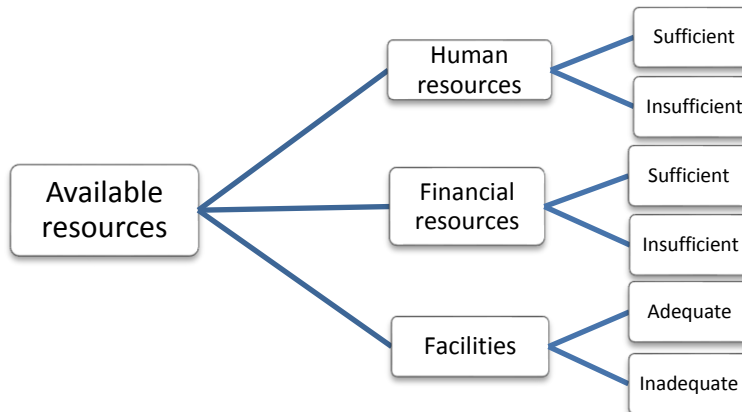 Available
resources
Human
resources
Sufficient
Insufficient
Financial
resources
Sufficient
Insufficient
Facilities
Adequate
Inadequate